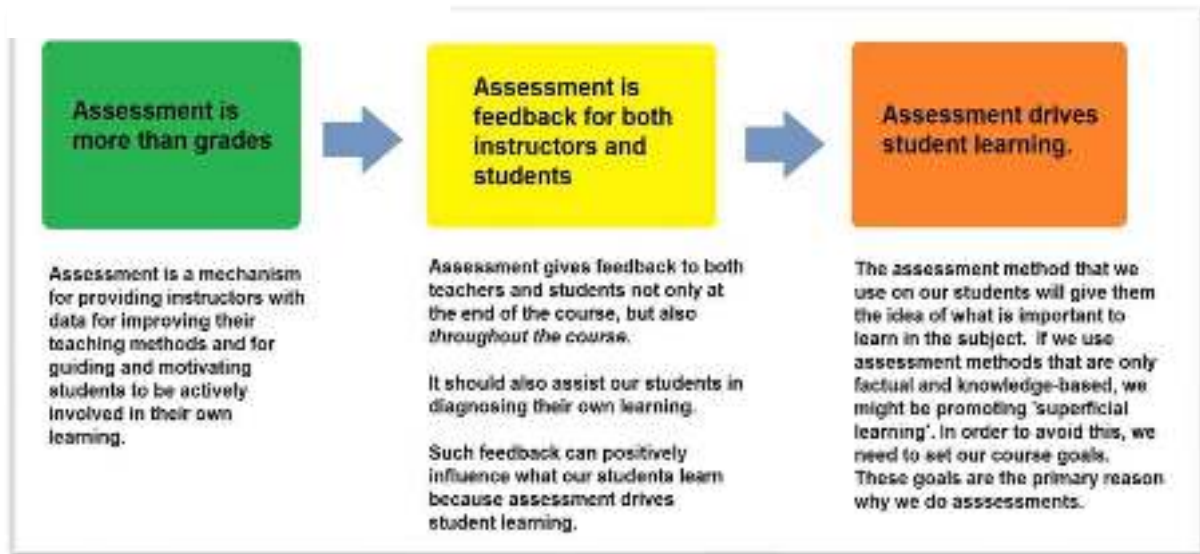 Assessment is
more than grades
Assessment is
feedback for both
instructors and
students
Assessment drives
student learning.
Assessment is a mechanism
for providing instructors with
data for improving their
teaching methods and for
guiding and motivating
students to be actively
involved in their own
learning.
Assessment gives feedback to both
teachers and students not only at
the end of the course, but also
throughout the course.
It should also assist our students in
diagnosing their own learning.
Such feedback can positively
influence what our students learn
because assessment drives
student learning.
The assessment method that we
use on our students will give them
the idea of what is important to
learn in the subject. If we use
assessment methods that are only
factual and knowledge-based, we
might be promoting 'superficial
learning'. In order to avoid this, we
need to set our course goals.
These goals are the primary reason
why we do asssessments.